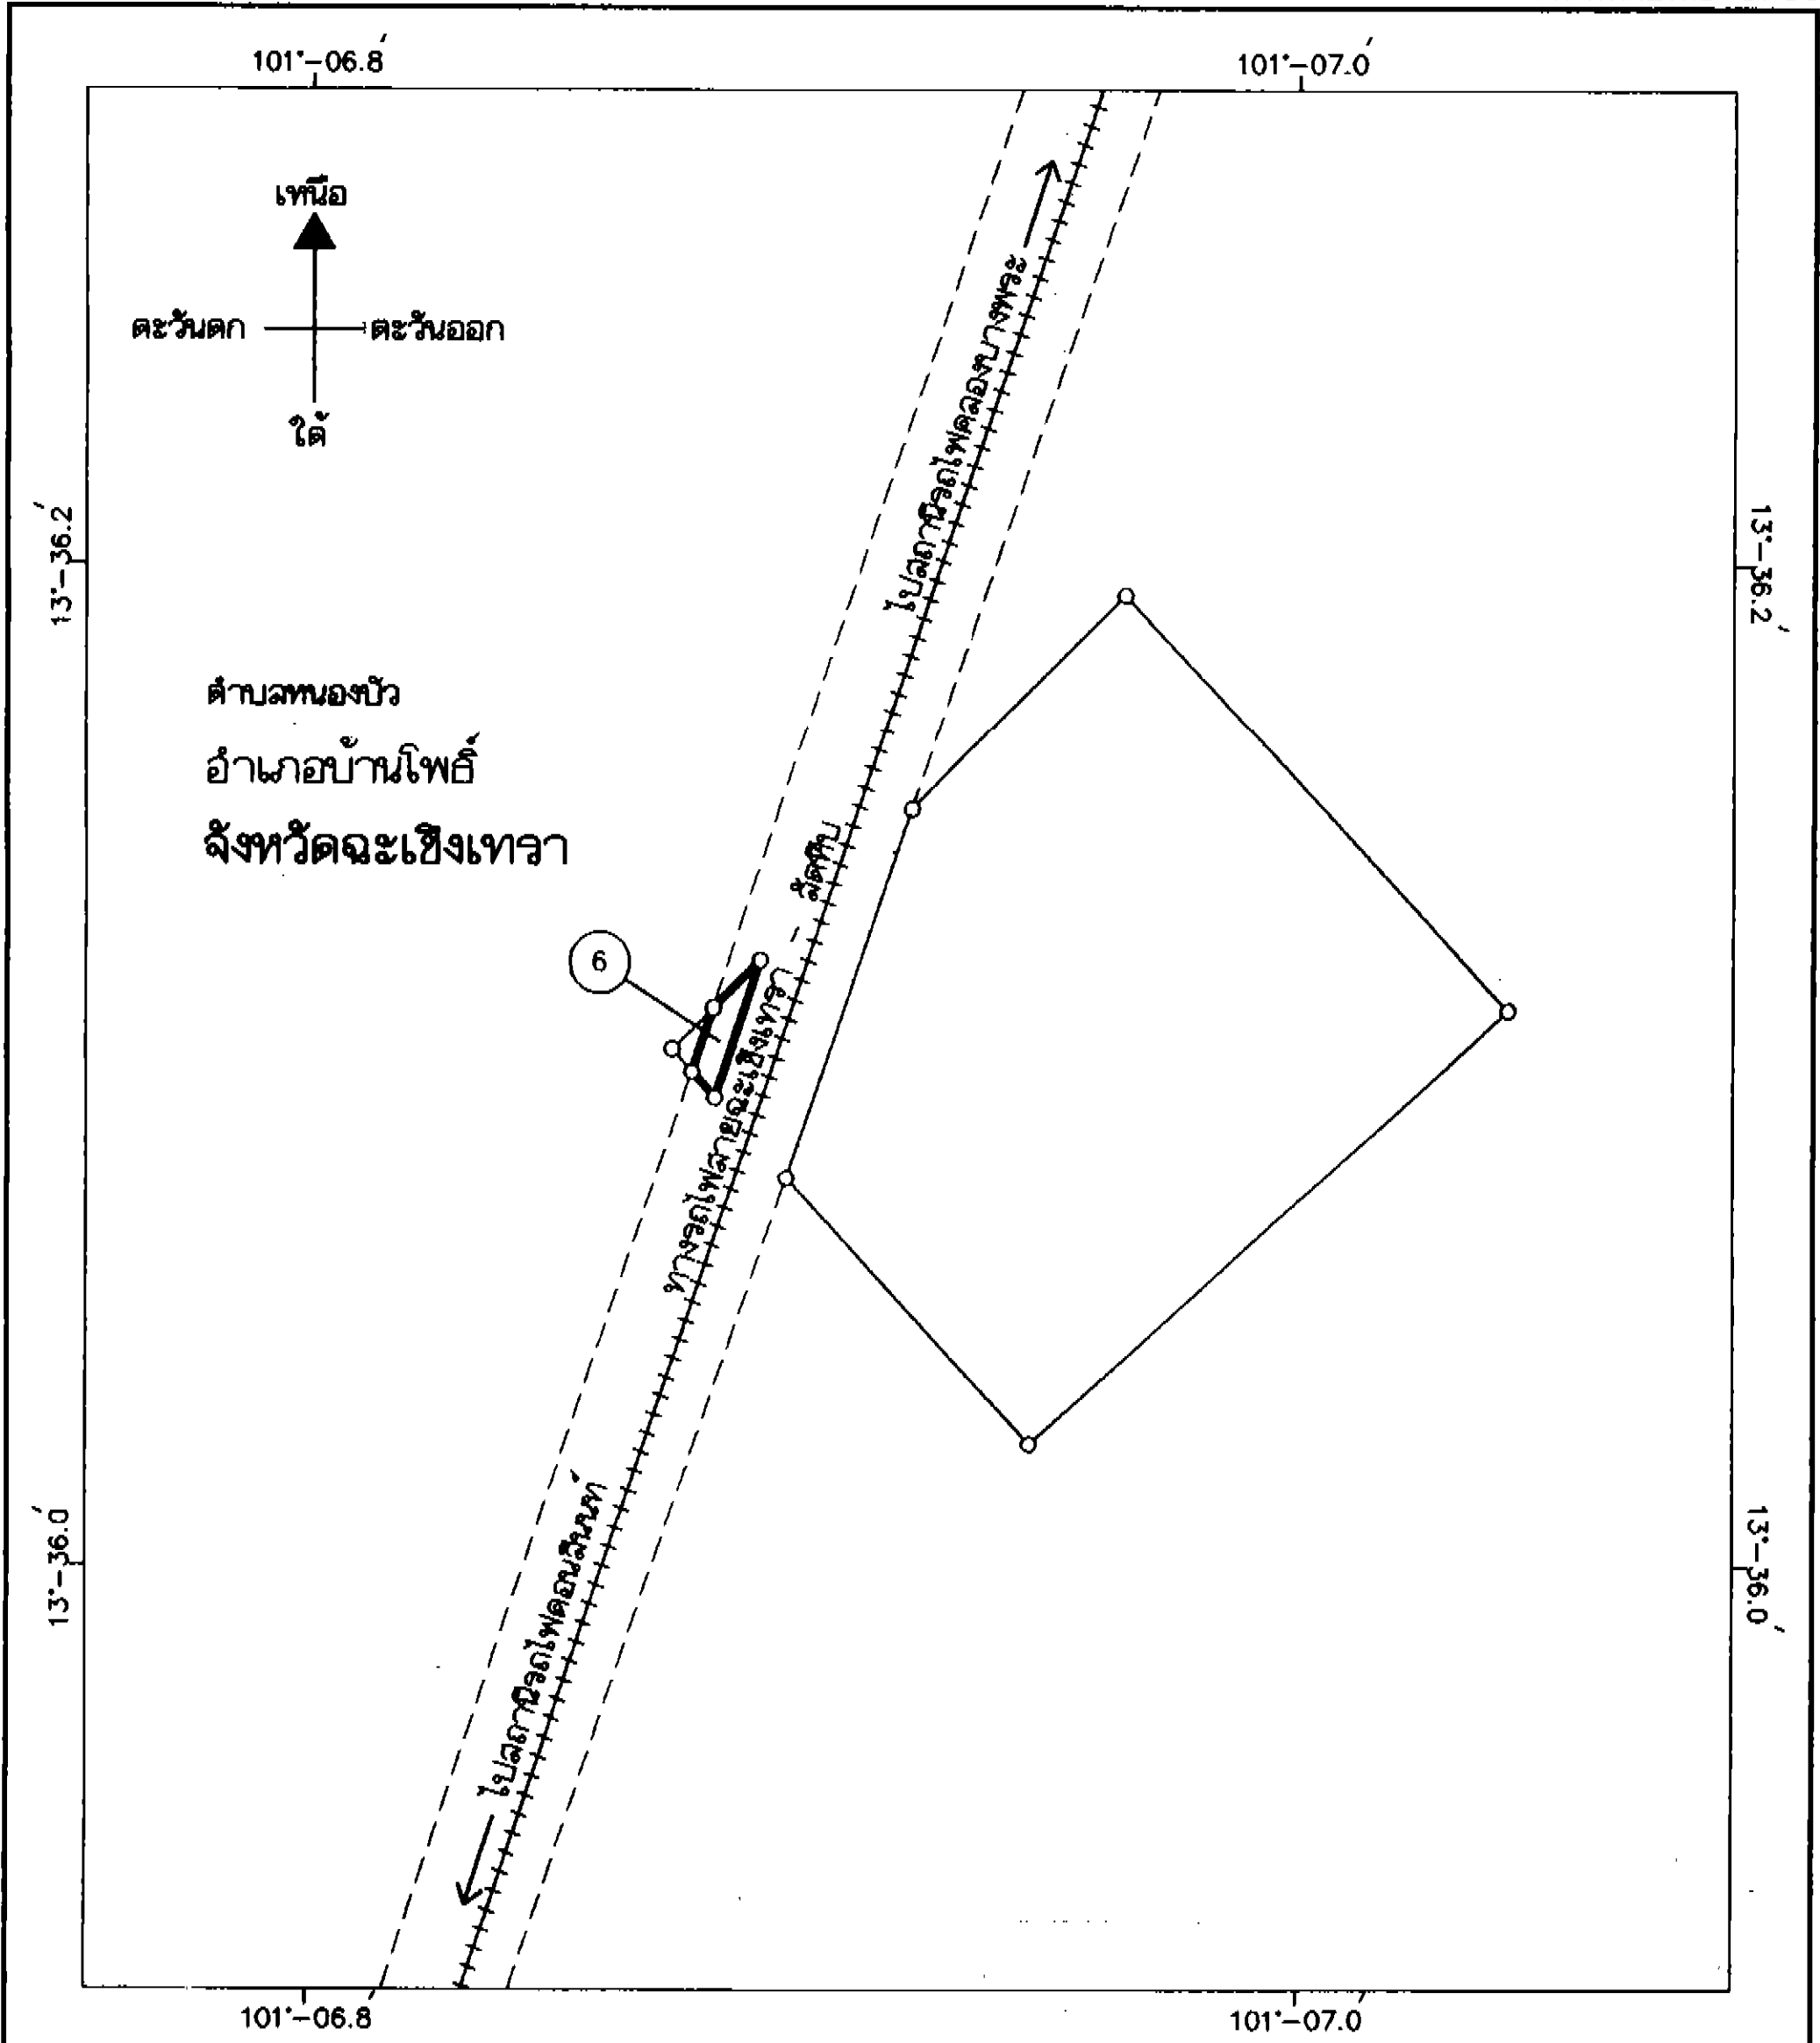 101°-06.8′
101°-07.0′
เหนือ
ตะวันตก
ตะวันออก
ใต้
13°-36.2′
13°-36.2′
ไปสถานีรถไฟคลองบางพระ
ตำบลหนองบัว
อำเภอบ้านโพธิ์
จังหวัดฉะเชิงเทรา
6
ทางรถไฟสายฉะเชิงเทรา - สัตหีบ
13°-36.0′
13°-36.0′
ไปสถานีรถไฟดอนสีนนท์
101°-06.8′
101°-07.0′